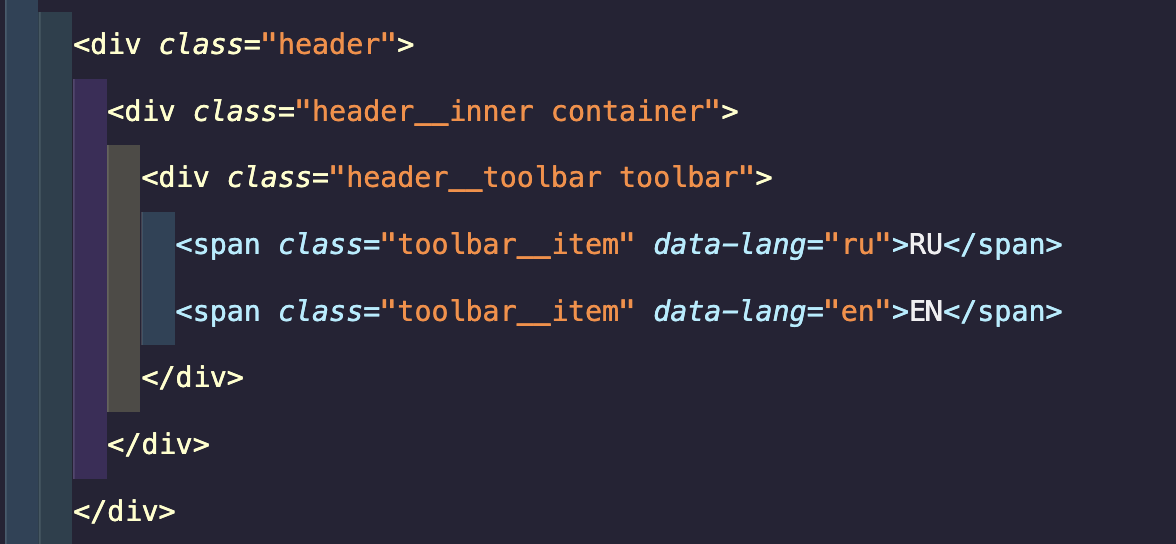 <div class="header">
<div class="header__inner container">
<div class="header__toolbar toolbar">
<span class="toolbar__item" data-lang="ru">RU</span>
<span class="toolbar__item" data-lang="en">EN</span>
</div>
</div>
</div>